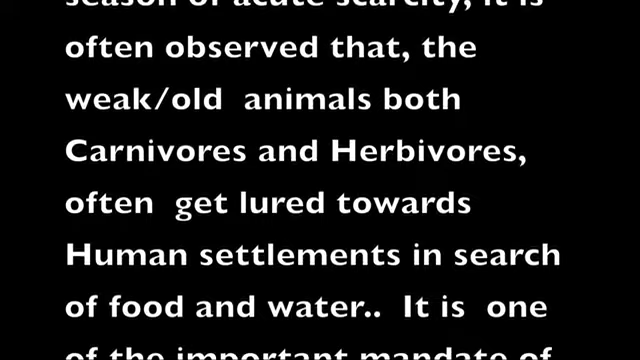 season of acute scarcity, it is
often observed that, the
weak/old  animals both
Carnivores and Herbivores,
often  get lured towards
Human settlements in search
of food and water..  It is  one
of the important mandate of